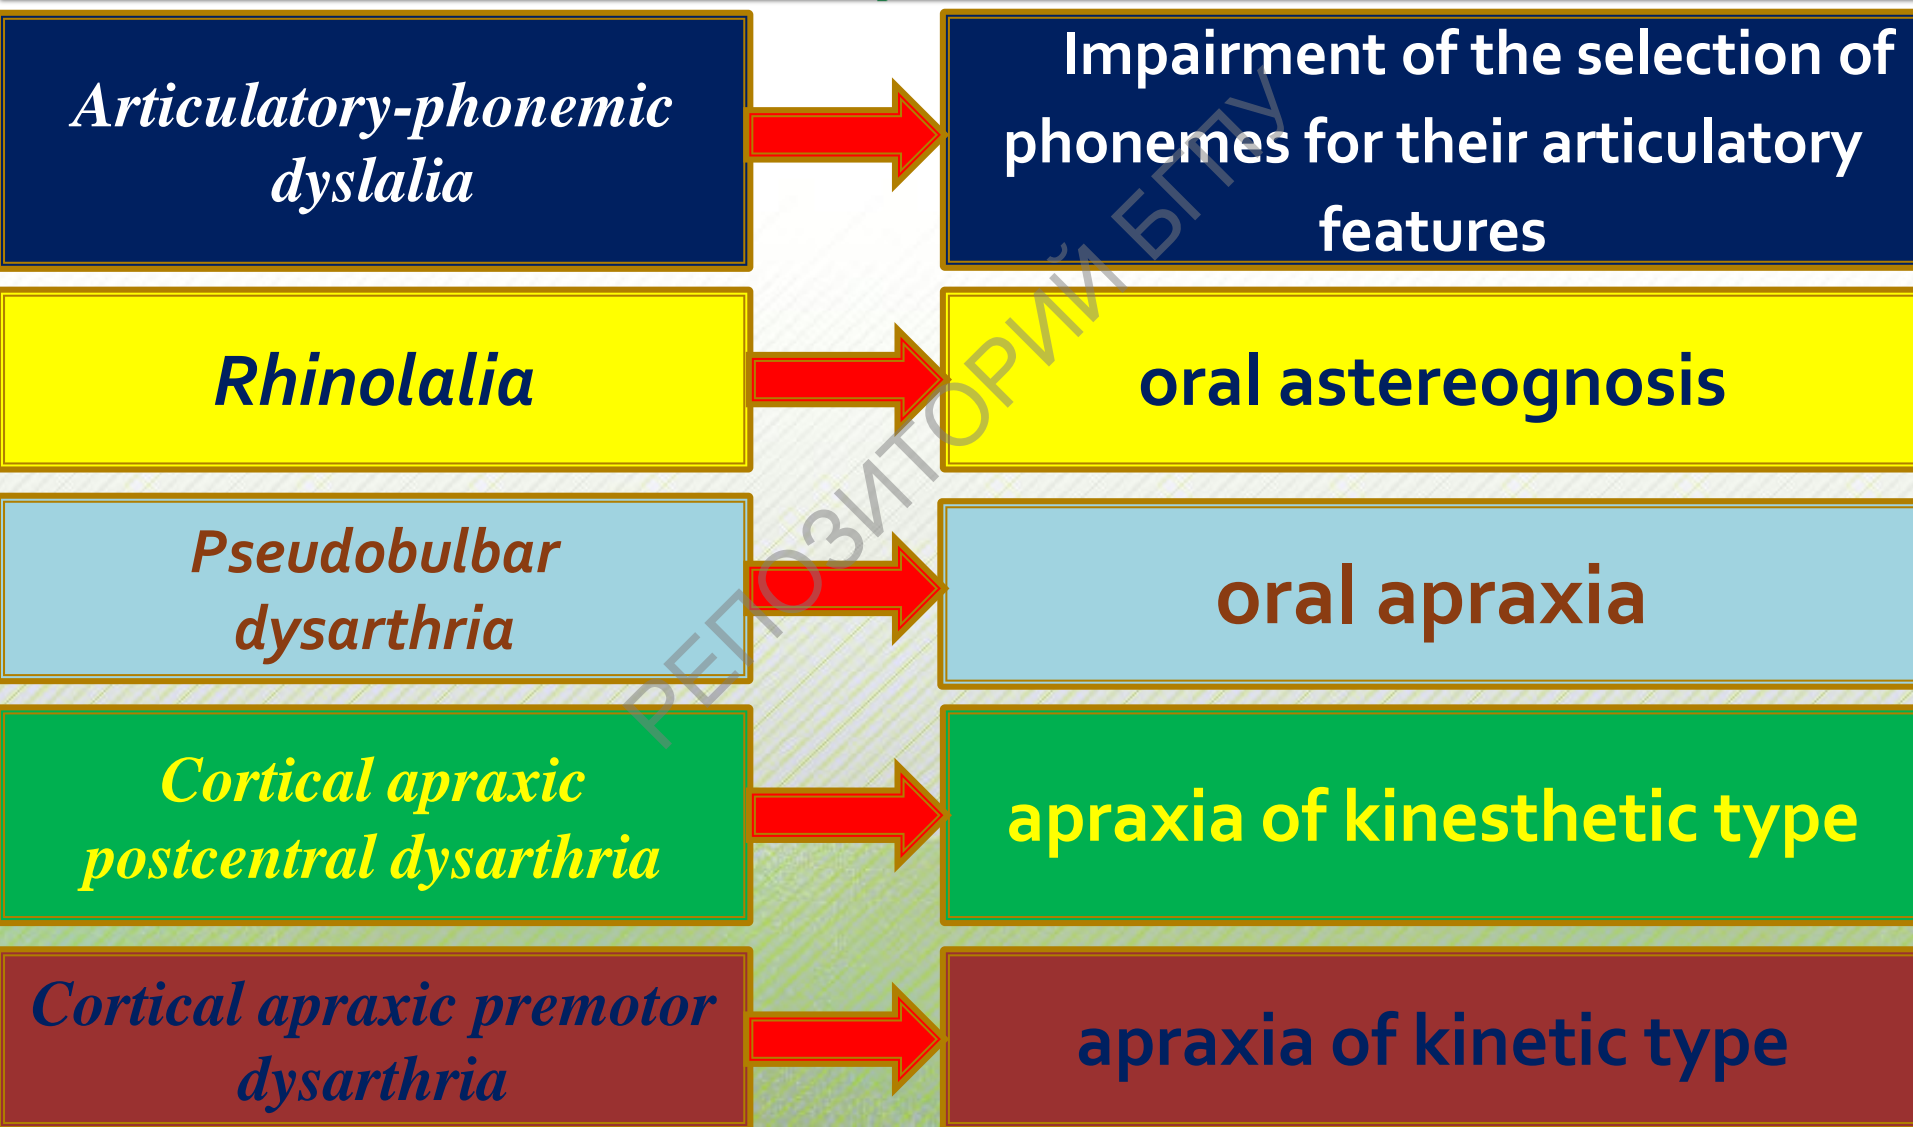 Articulatory-phonemic
dyslalia
Impairment of the selection of
phonemes for their articulatory
features
Rhinolalia
oral astereognosis
Pseudobulbar
dysarthria
oral apraxia
Cortical apraxic
postcentral dysarthria
apraxia of kinesthetic type
Cortical apraxic premotor
dysarthria
apraxia of kinetic type
РЕПОЗИТОРИЙ БГПУ